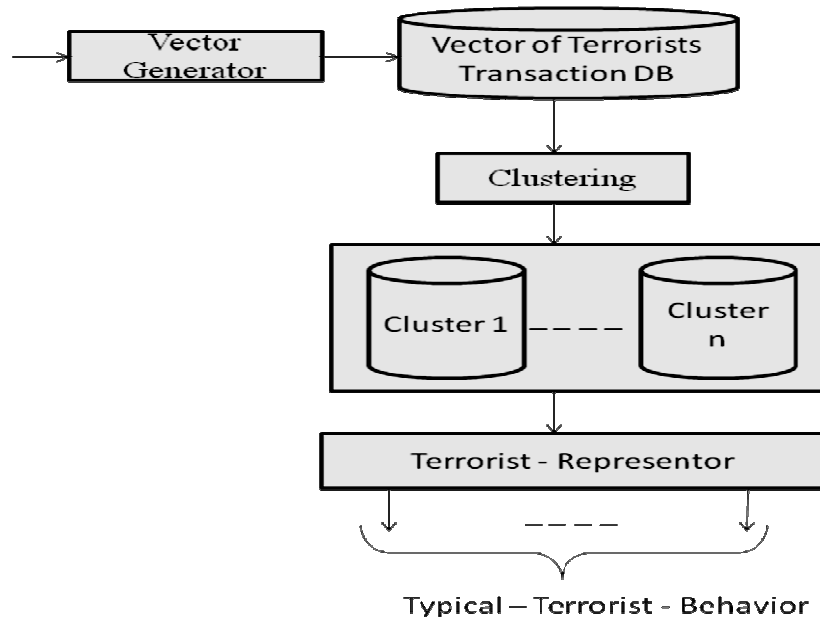 Vector
Generator
Vector of Terrorists
Transaction DB
Clustering
Cluster 1
Cluster
n
Terrorist - Representor
Typical – Terrorist - Behavior